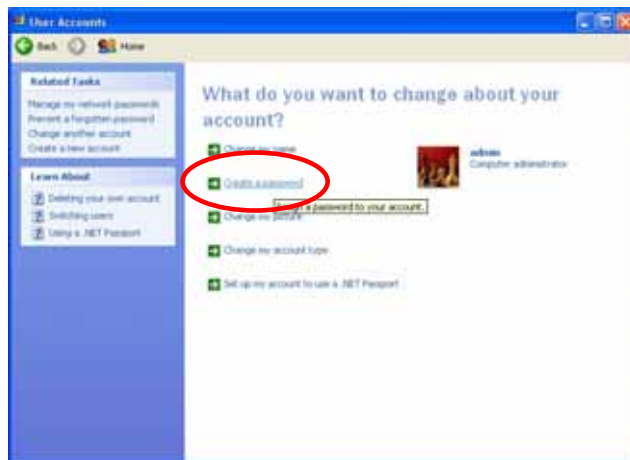 User Accounts
Back Home
Related Tasks
Manage my network passwords
Prevent a forgotten password
Change another account
Create a new account
Learn About
Deleting your own account
Switching users
Using a .NET Passport
What do you want to change about your
account?
Change my name
Create a password
a password to your account.
Change my picture
Change my account type
Set up my account to use a .NET Passport
admin
Computer administrator